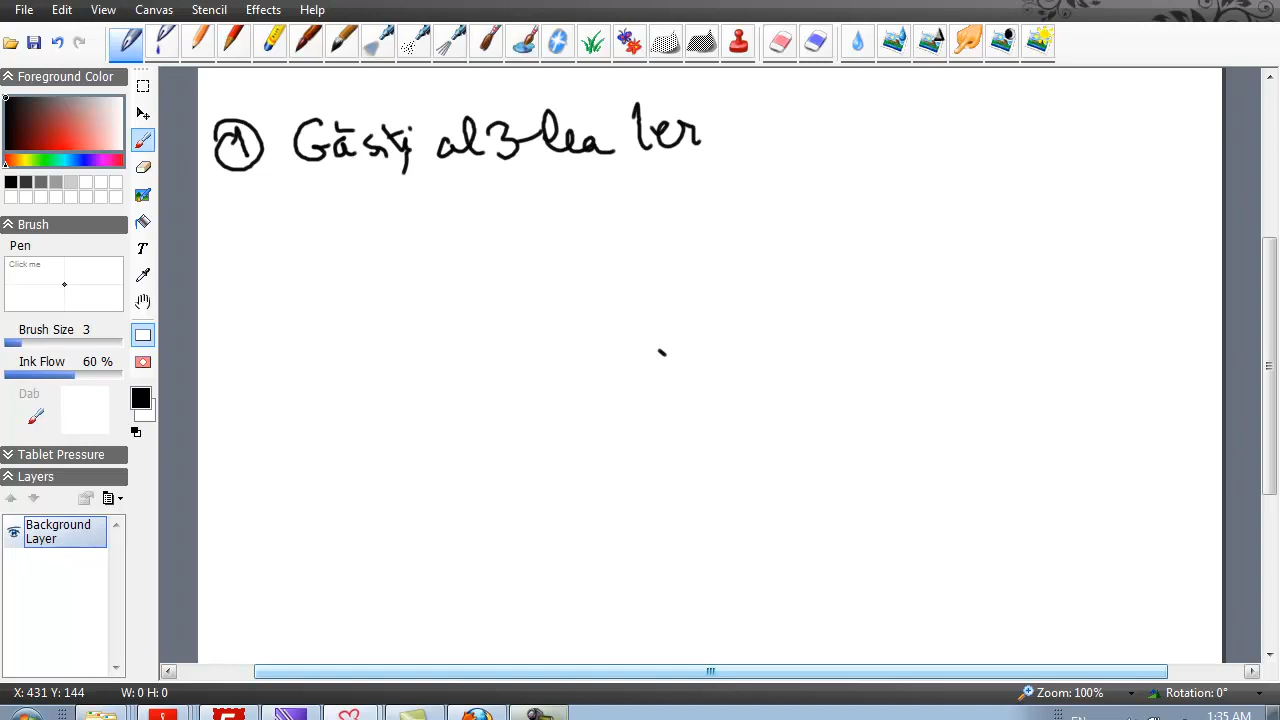 File Edit View Canvas Stencil Effects Help
Foreground Color
Brush
Pen
Click me
Brush Size 3
Ink Flow 60 %
Dab
Tablet Pressure
Layers
Background
Layer
① Găsiți al 3-lea ter
X: 431 Y: 144 W: 0 H: 0
Zoom: 100%
Rotation: 0°
EN
1:35 AM